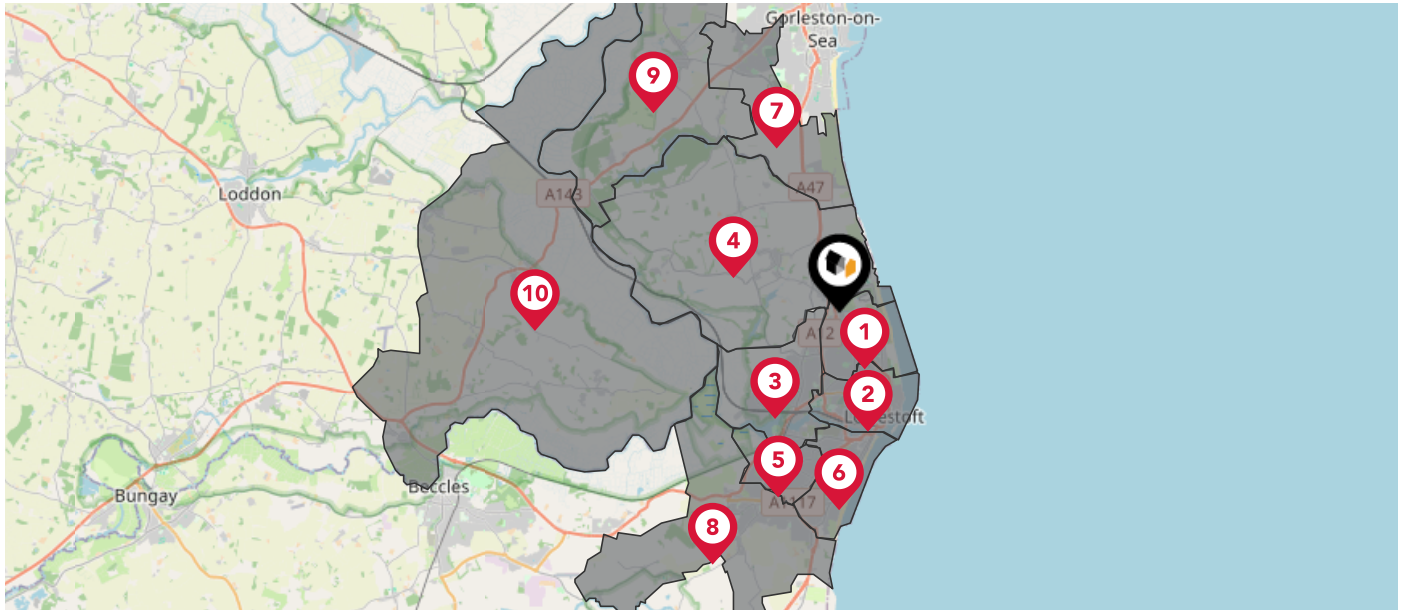 Gorleston-on-
Sea
9
7
A47
Loddon
A143
4
10
1
A12
3
2
Lowestoft
5
6
Bungay
Beccles
A1117
8